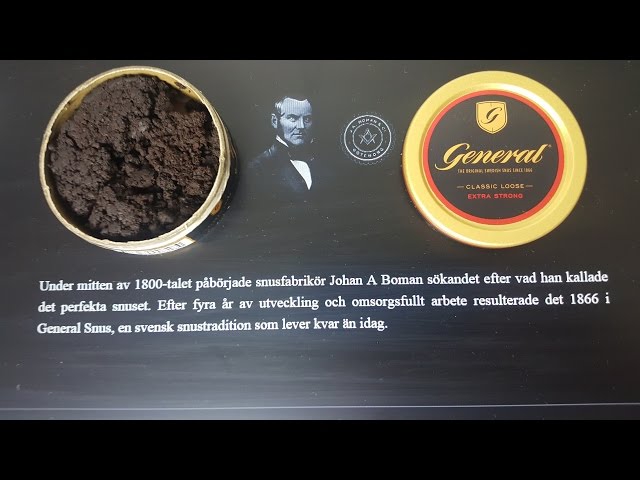 J. A. BOMAN & C:
GÖTEBORG
G
General
THE ORIGINAL SWEDISH SNUS SINCE 1866
CLASSIC LOOSE
EXTRA STRONG
Under mitten av 1800-talet påbörjade snusfabrikör Johan A Boman sökandet efter vad han kallade
det perfekta snuset. Efter fyra år av utveckling och omsorgsfullt arbete resulterade det 1866 i
General Snus, en svensk snustradition som lever kvar än idag.